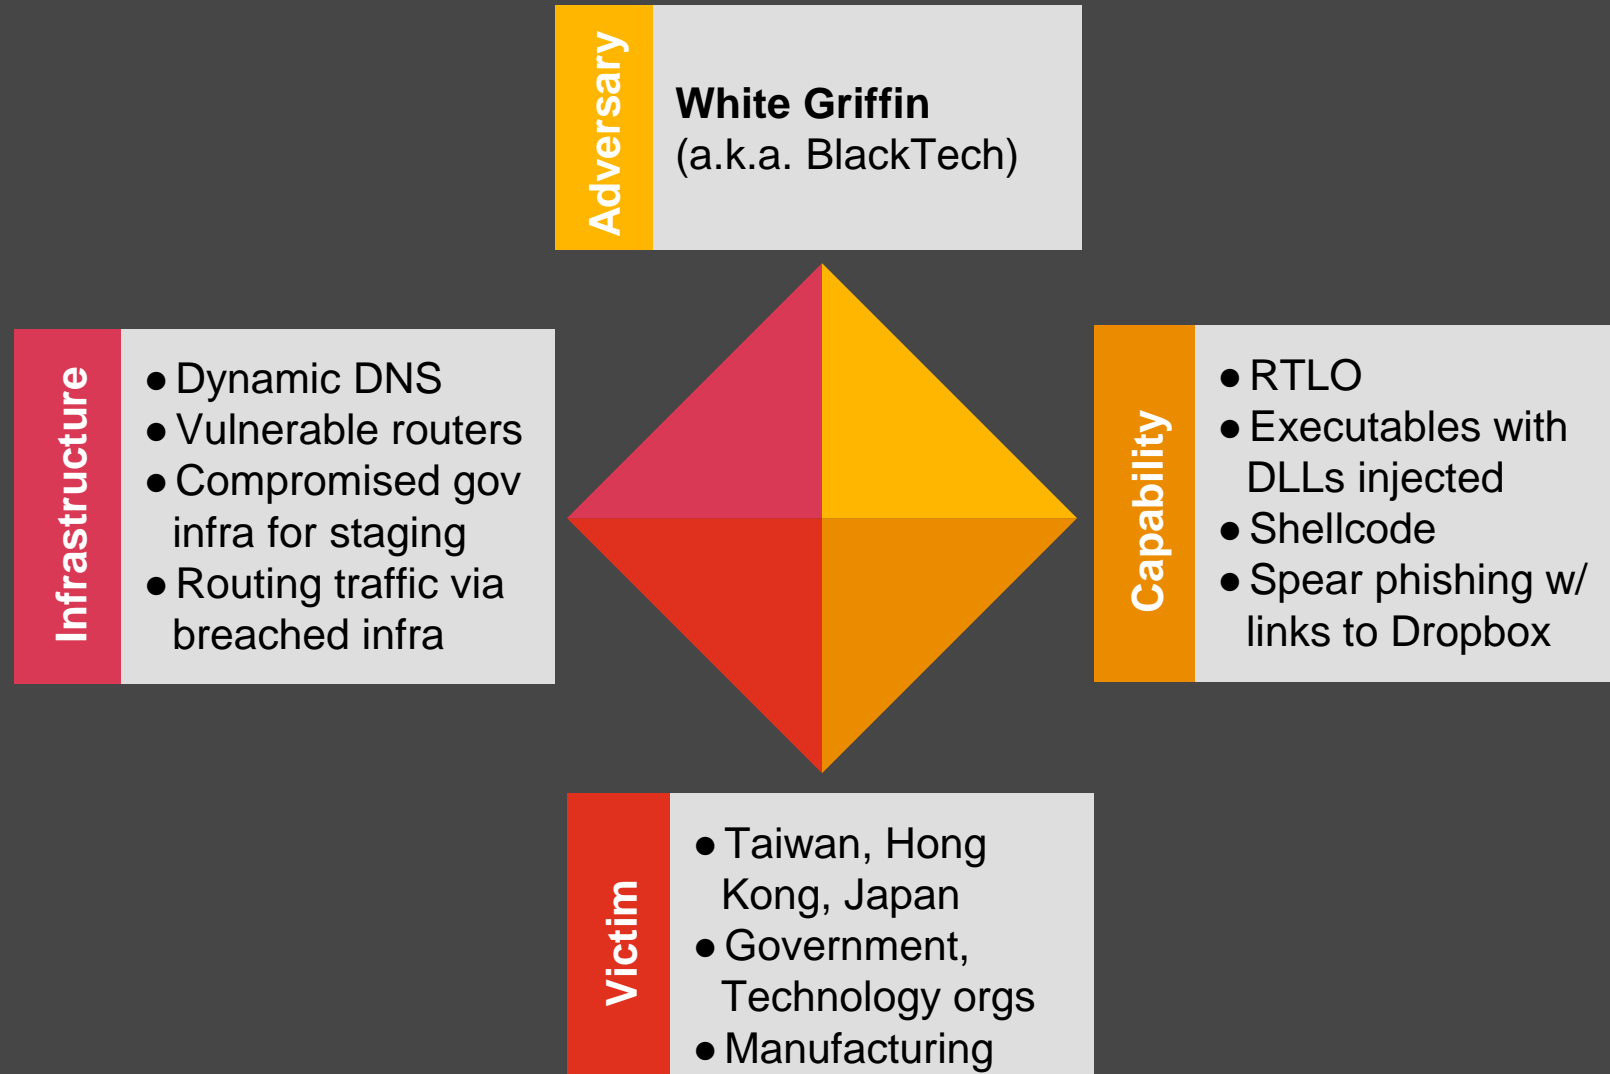 Adversary
White Griffin
(a.k.a. BlackTech)
Infrastructure
● Dynamic DNS
● Vulnerable routers
● Compromised gov
infra for staging
● Routing traffic via
breached infra
Capability
● RTLO
● Executables with
DLLs injected
● Shellcode
● Spear phishing w/
links to Dropbox
Victim
● Taiwan, Hong
Kong, Japan
● Government,
Technology orgs
● Manufacturing